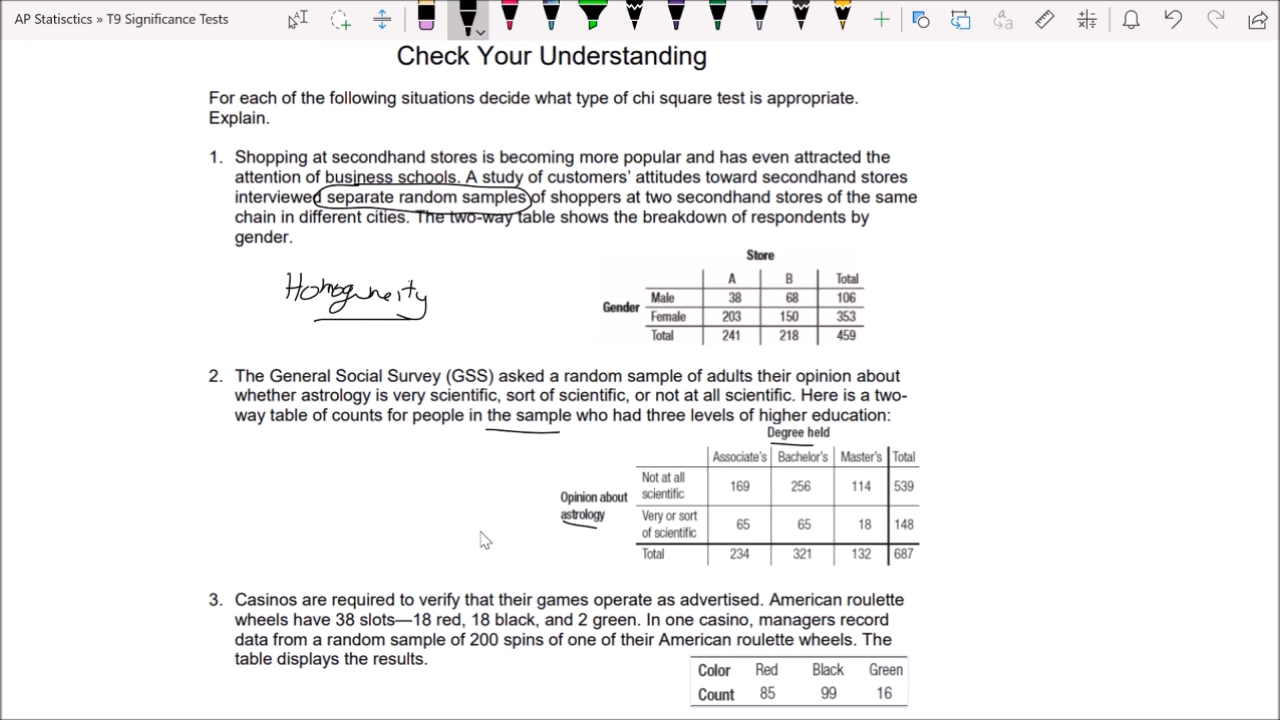 AP Statisctics » T9 Significance Tests
Check Your Understanding
For each of the following situations decide what type of chi square test is appropriate.
Explain.
1. Shopping at secondhand stores is becoming more popular and has even attracted the
attention of business schools. A study of customers' attitudes toward secondhand stores
interviewed separate random samples of shoppers at two secondhand stores of the same
chain in different cities. The two-way table shows the breakdown of respondents by
gender.
Homogeneity
Store
A B Total
Gender Male 38 68 106
Female 203 150 353
Total 241 218 459
2. The General Social Survey (GSS) asked a random sample of adults their opinion about
whether astrology is very scientific, sort of scientific, or not at all scientific. Here is a two-
way table of counts for people in the sample who had three levels of higher education:
Degree held
Associate's Bachelor's Master's Total
Opinion about
astrology
Not at all
scientific 169 256 114 539
Very or sort
of scientific 65 65 18 148
Total 234 321 132 687
3. Casinos are required to verify that their games operate as advertised. American roulette
wheels have 38 slots—18 red, 18 black, and 2 green. In one casino, managers record
data from a random sample of 200 spins of one of their American roulette wheels. The
table displays the results.
Color Red Black Green
Count 85 99 16